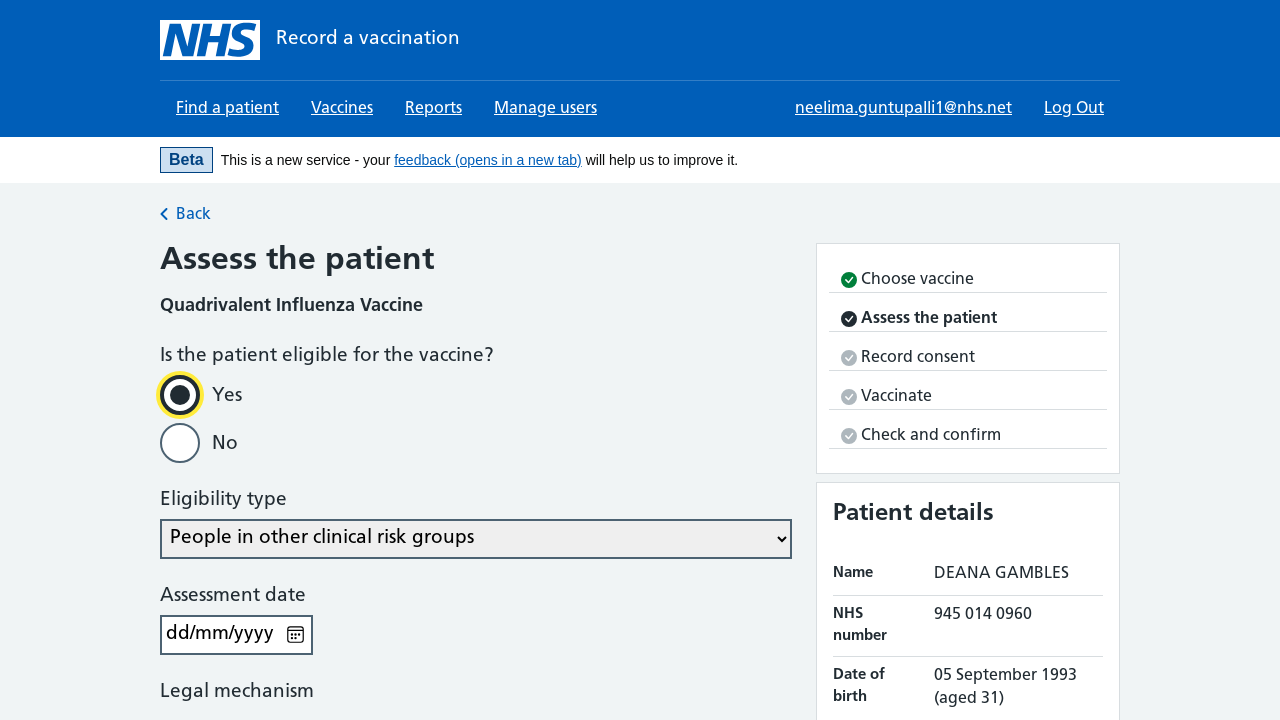 NHS Record a vaccination
Find a patient Vaccines Reports Manage users neelima.guntupalli1@nhs.net Log Out
Beta This is a new service - your feedback (opens in a new tab) will help us to improve it.
Back
Assess the patient
Quadrivalent Influenza Vaccine
Is the patient eligible for the vaccine?
Yes
No
Eligibility type
People in other clinical risk groups
Assessment date
dd/mm/yyyy
Legal mechanism
Choose vaccine
Assess the patient
Record consent
Vaccinate
Check and confirm
Patient details
Name DEANA GAMBLES
NHS number 945 014 0960
Date of birth 05 September 1993 (aged 31)